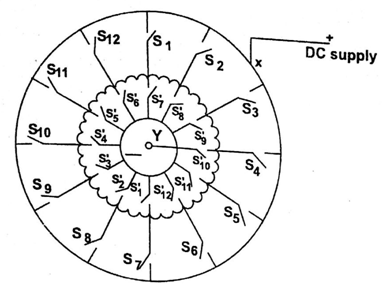 S12 S1 S2
+
x DC supply
S11 S'6 S'7 S'8 S3
S'5 S'9
S10 S'4 Y S'10 S4
S'3 S'11
S9 S'2 S'1 S'12 S5
S8 S7 S6